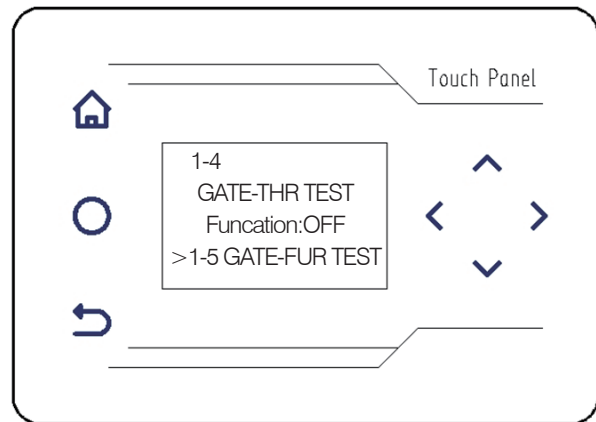 Touch Panel
1-4
GATE-THR TEST
Funcation:OFF
>1-5 GATE-FUR TEST